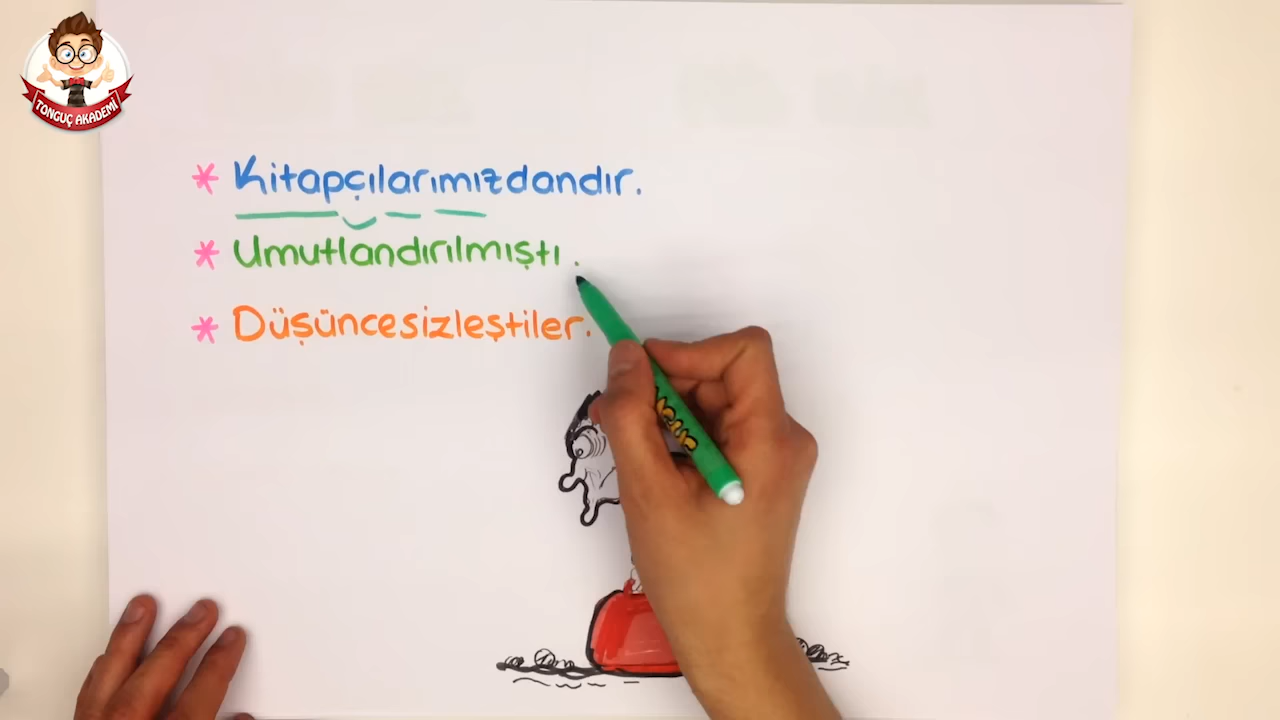 TONGUÇ AKADEMİ
* Kitapçılarımızdandır.
* Umutlandırılmıştı.
* Düşüncesizleştiler.